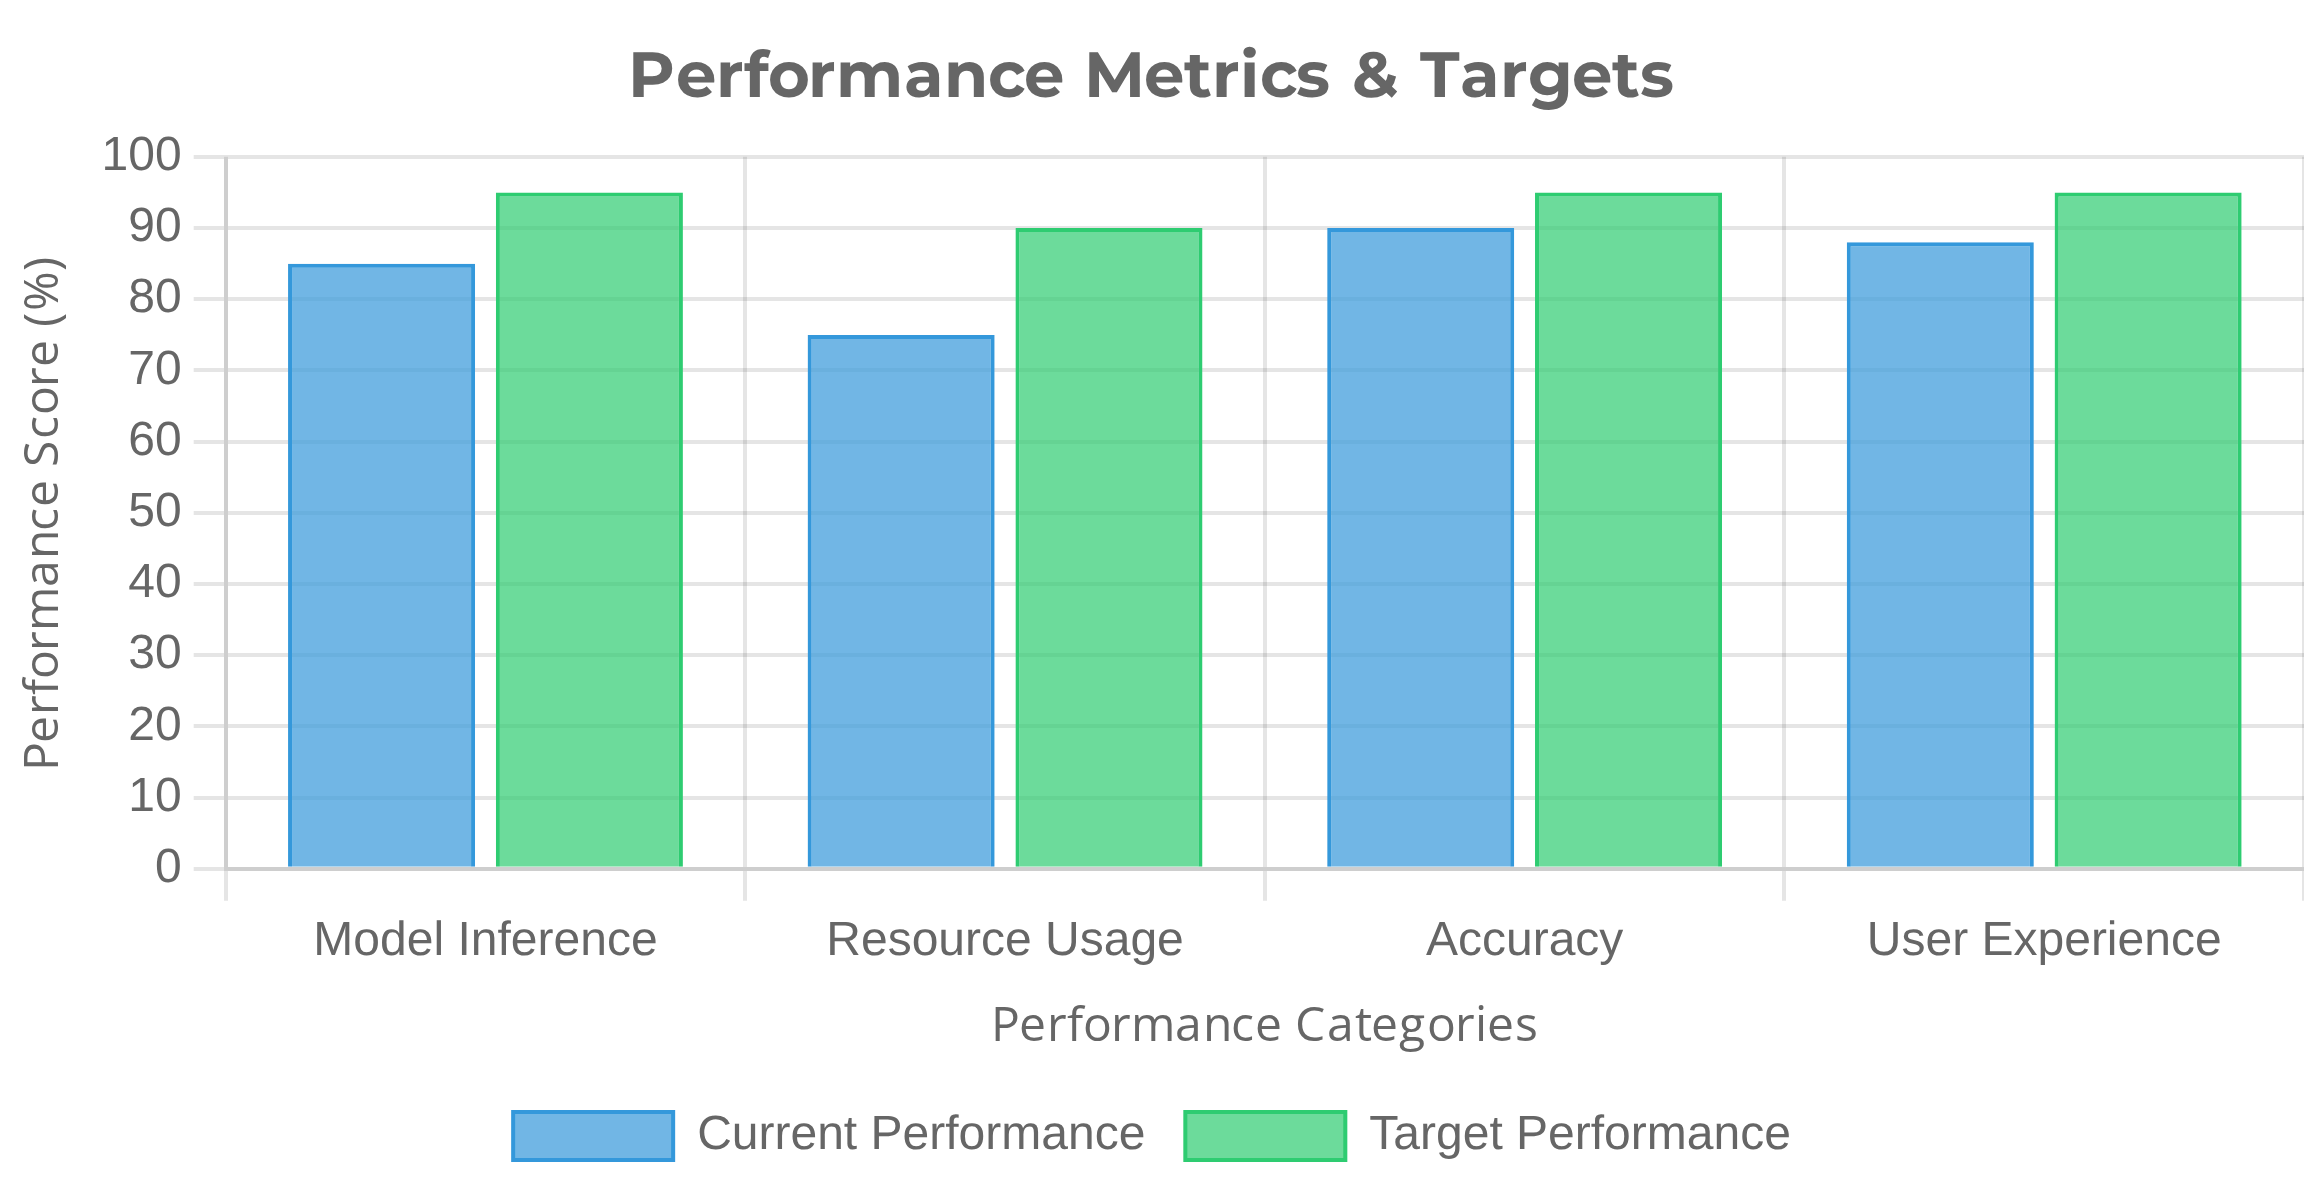 Performance Metrics & Targets
Performance Score (%)
100
90
80
70
60
50
40
30
20
10
0
Model Inference
Resource Usage
Accuracy
User Experience
Performance Categories
Current Performance
Target Performance